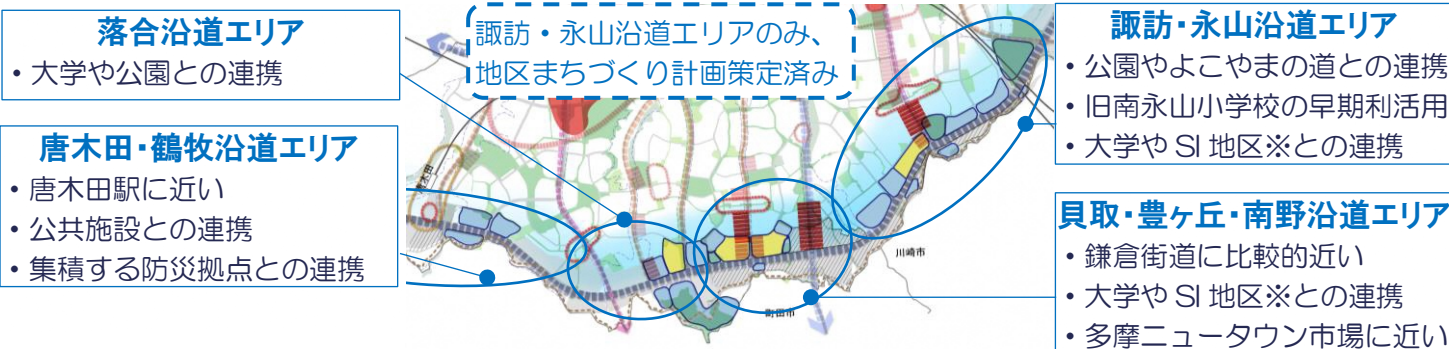 落合沿道エリア
• 大学や公園との連携
唐木田・鶴牧沿道エリア
• 唐木田駅に近い
• 公共施設との連携
• 集積する防災拠点との連携
諏訪・永山沿道エリアのみ、
地区まちづくり計画策定済み
唐木田
川崎市
町田市
諏訪・永山沿道エリア
• 公園やよこやまの道との連携
• 旧南永山小学校の早期利活用
• 大学や SI 地区※との連携
貝取・豊ヶ丘・南野沿道エリア
• 鎌倉街道に比較的近い
• 大学や SI 地区※との連携
• 多摩ニュータウン市場に近い